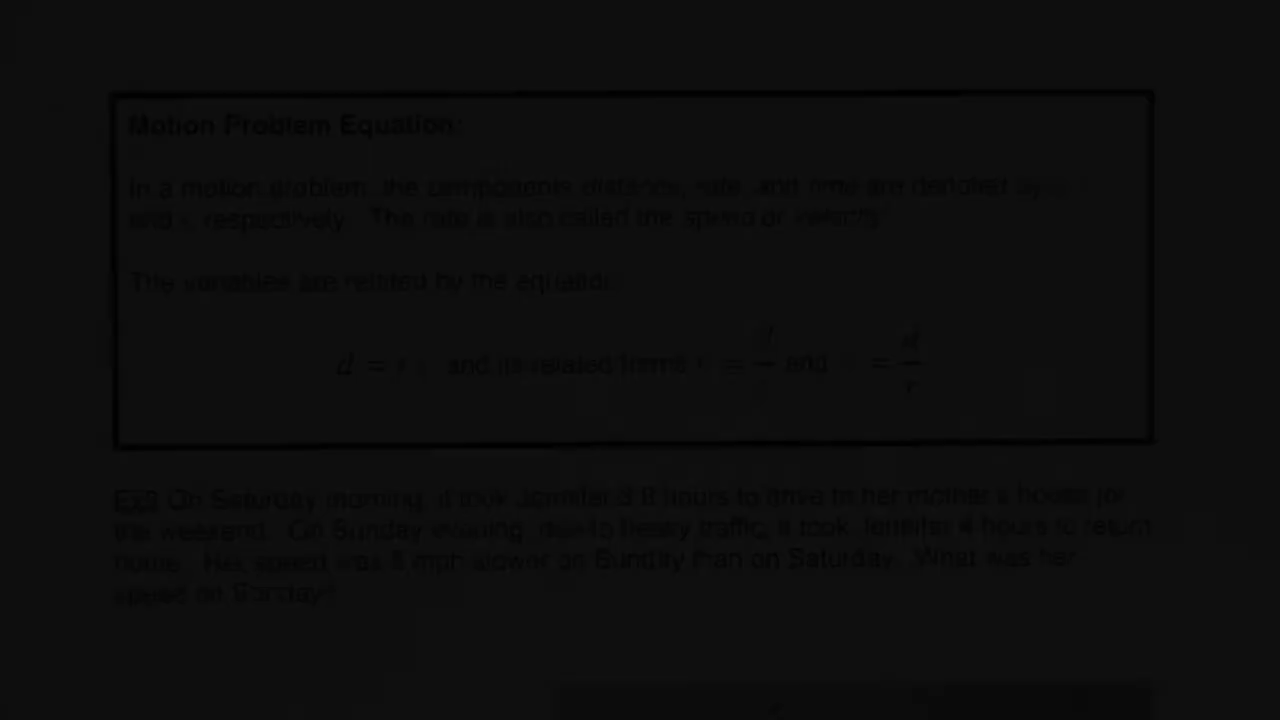 Motion Problem Equation:
In a motion problem, the components distance, rate, and time are denoted by
and t, respectively. The rate is also called the speed or velocity.
The variables are related by the equation:
d = r t and its related forms r = d/t and t = d/r
On Saturday morning, it took Jennifer 3.6 hours to drive to her mother's house for
the weekend. On Sunday evening, due to heavy traffic, it took Jennifer 4 hours to return
home. Her speed was 5 mph slower on Sunday than on Saturday. What was her
speed on Sunday?